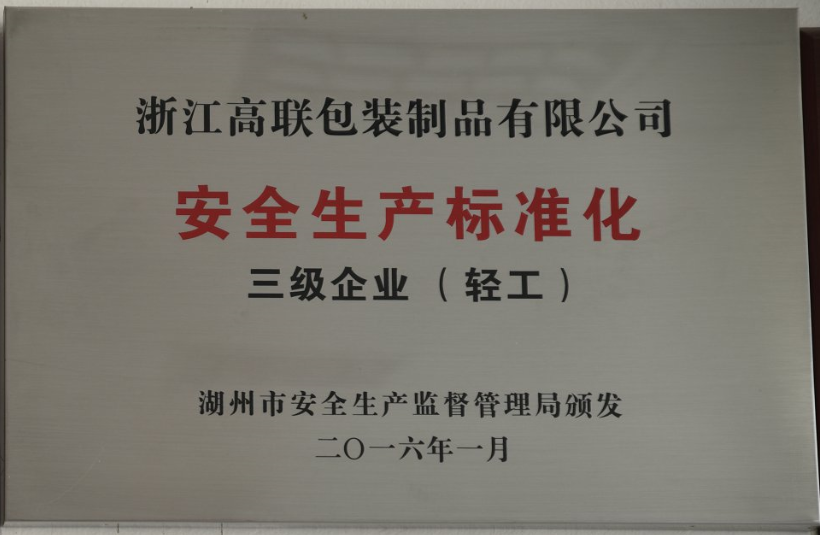 浙江高联包装制品有限公司
安全生产标准化
三级企业（轻工）
湖州市安全生产监督管理局颁发
二〇一六年一月